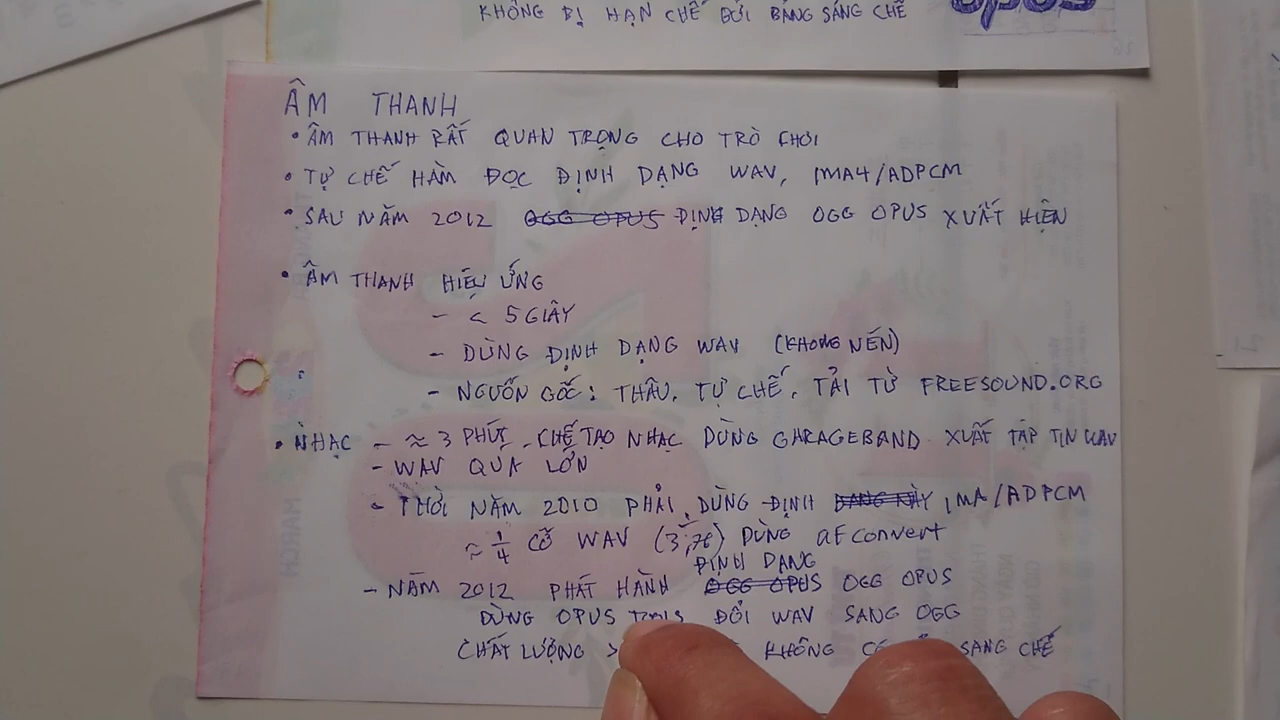 KHÔNG BỊ HẠN CHẾ BỞI BẰNG SÁNG CHẾ
opus
ÂM THANH
• ÂM THANH RẤT QUAN TRỌNG CHO TRÒ CHƠI
• TỰ CHẾ HÀM ĐỌC ĐỊNH DẠNG WAV, IMA4/ADPCM
• SAU NĂM 2012 OGG OPUS ĐỊNH DẠNG OGG OPUS XUẤT HIỆN
• ÂM THANH HIỆU ỨNG
- < 5 GIÂY
- DÙNG ĐỊNH DẠNG WAV (KHÔNG NÉN)
- NGUỒN GỐC: THÂU, TỰ CHẾ, TẢI TỪ FREESOUND.ORG
• NHẠC - ≈ 3 PHÚT, CHẾ TẠO NHẠC DÙNG GARAGEBAND XUẤT TẬP TIN WAV
- WAV QUÁ LỚN
- THỜI NĂM 2010 PHẢI DÙNG ĐỊNH DẠNG NÀY IMA/ADPCM
≈ 1/4 CỠ WAV (3,76) DÙNG afconvert
ĐỊNH DẠNG
- NĂM 2012 PHÁT HÀNH OGG OPUS OGG OPUS
DÙNG OPUS ĐỔI WAV SANG OGG
CHẤT LƯỢNG > KHÔNG SÁNG CHẾ
MARCH